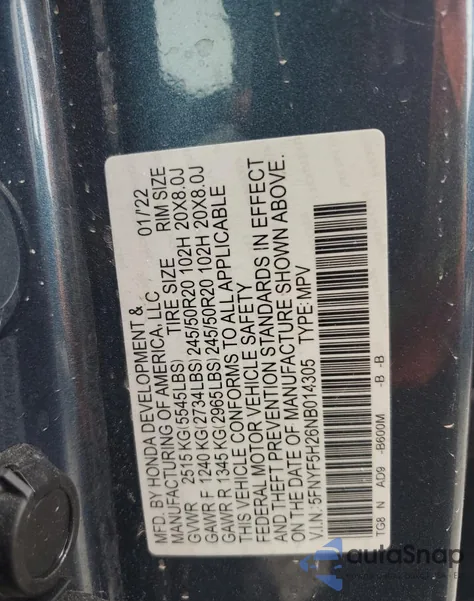 MFD. BY HONDA DEVELOPMENT &
MANUFACTURING OF AMERICA, LLC 01/22
TIRE SIZE RIM SIZE
GVWR 2515 KG(5545LBS)
GAWR F 1240 KG(2734LBS) 245/50R20 102H 20X8.0J
GAWR R 1345 KG(2965LBS) 245/50R20 102H 20X8.0J
THIS VEHICLE CONFORMS TO ALL APPLICABLE
FEDERAL MOTOR VEHICLE SAFETY
AND THEFT PREVENTION STANDARDS IN EFFECT
ON THE DATE OF MANUFACTURE SHOWN ABOVE.
V.I.N.: 5FNYF5H26NB014305 TYPE: MPV
TG8 N AD9 -B600M -B -B
autoSnap